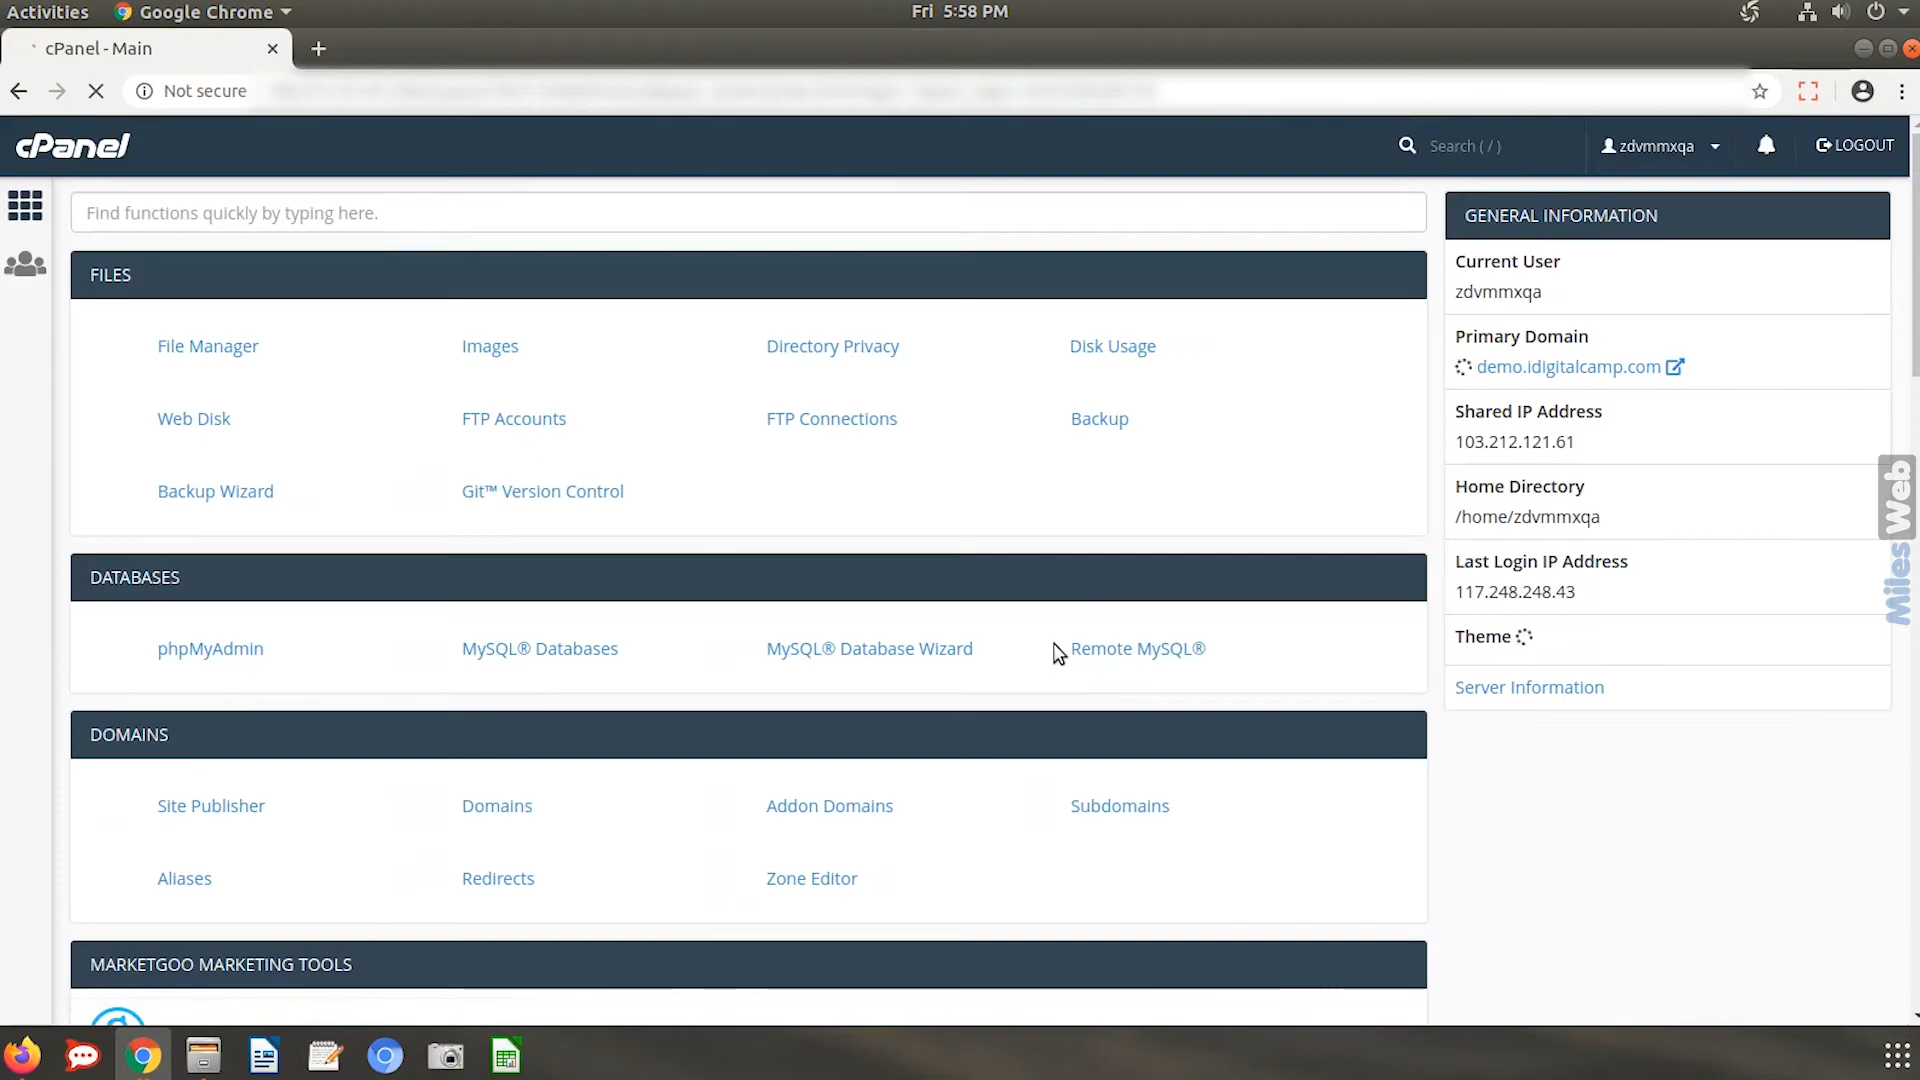 Activities Google Chrome Fri 5:58 PM
cPanel - Main
Not secure
cPanel Search ( / ) zdvmmxqa LOGOUT
Find functions quickly by typing here.
FILES
File Manager Images Directory Privacy Disk Usage
Web Disk FTP Accounts FTP Connections Backup
Backup Wizard Git™ Version Control
DATABASES
phpMyAdmin MySQL® Databases MySQL® Database Wizard Remote MySQL®
DOMAINS
Site Publisher Domains Addon Domains Subdomains
Aliases Redirects Zone Editor
MARKETGOO MARKETING TOOLS
GENERAL INFORMATION
Current User
zdvmmxqa
Primary Domain
demo.idigitalcamp.com
Shared IP Address
103.212.121.61
Home Directory
/home/zdvmmxqa
Last Login IP Address
117.248.248.43
Theme
Server Information
MilesWeb